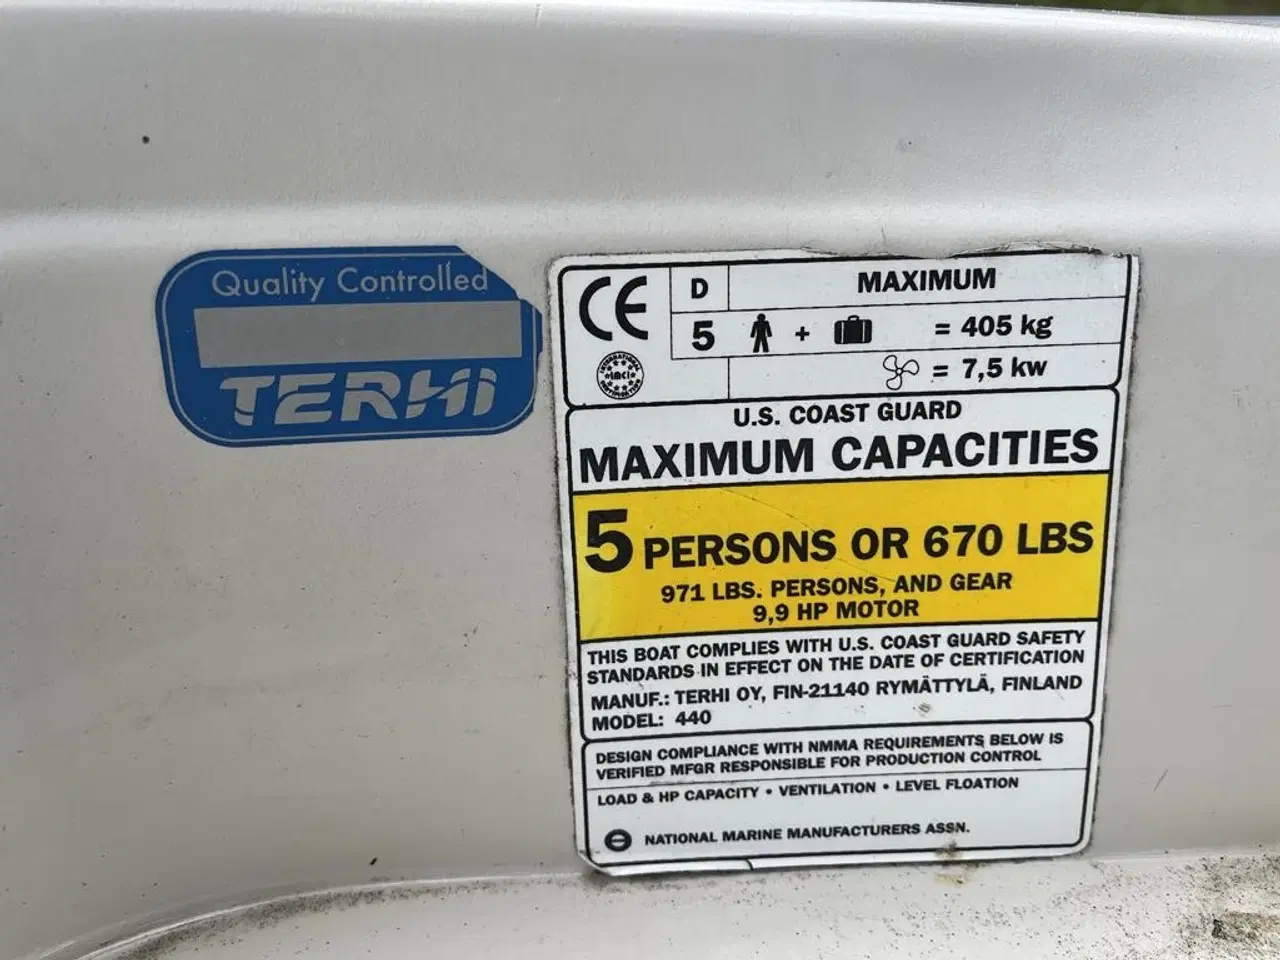 Quality Controlled
TERHI
CE
D
MAXIMUM
5 + = 405 kg
= 7,5 kw
INTERNATIONAL
IMCI
CERTIFICATION
U.S. COAST GUARD
MAXIMUM CAPACITIES
5 PERSONS OR 670 LBS
971 LBS. PERSONS, AND GEAR
9,9 HP MOTOR
THIS BOAT COMPLIES WITH U.S. COAST GUARD SAFETY
STANDARDS IN EFFECT ON THE DATE OF CERTIFICATION
MANUF.: TERHI OY, FIN-21140 RYMÄTTYLÄ, FINLAND
MODEL: 440
DESIGN COMPLIANCE WITH NMMA REQUIREMENTS BELOW IS
VERIFIED MFGR RESPONSIBLE FOR PRODUCTION CONTROL
LOAD & HP CAPACITY • VENTILATION • LEVEL FLOATION
NATIONAL MARINE MANUFACTURERS ASSN.